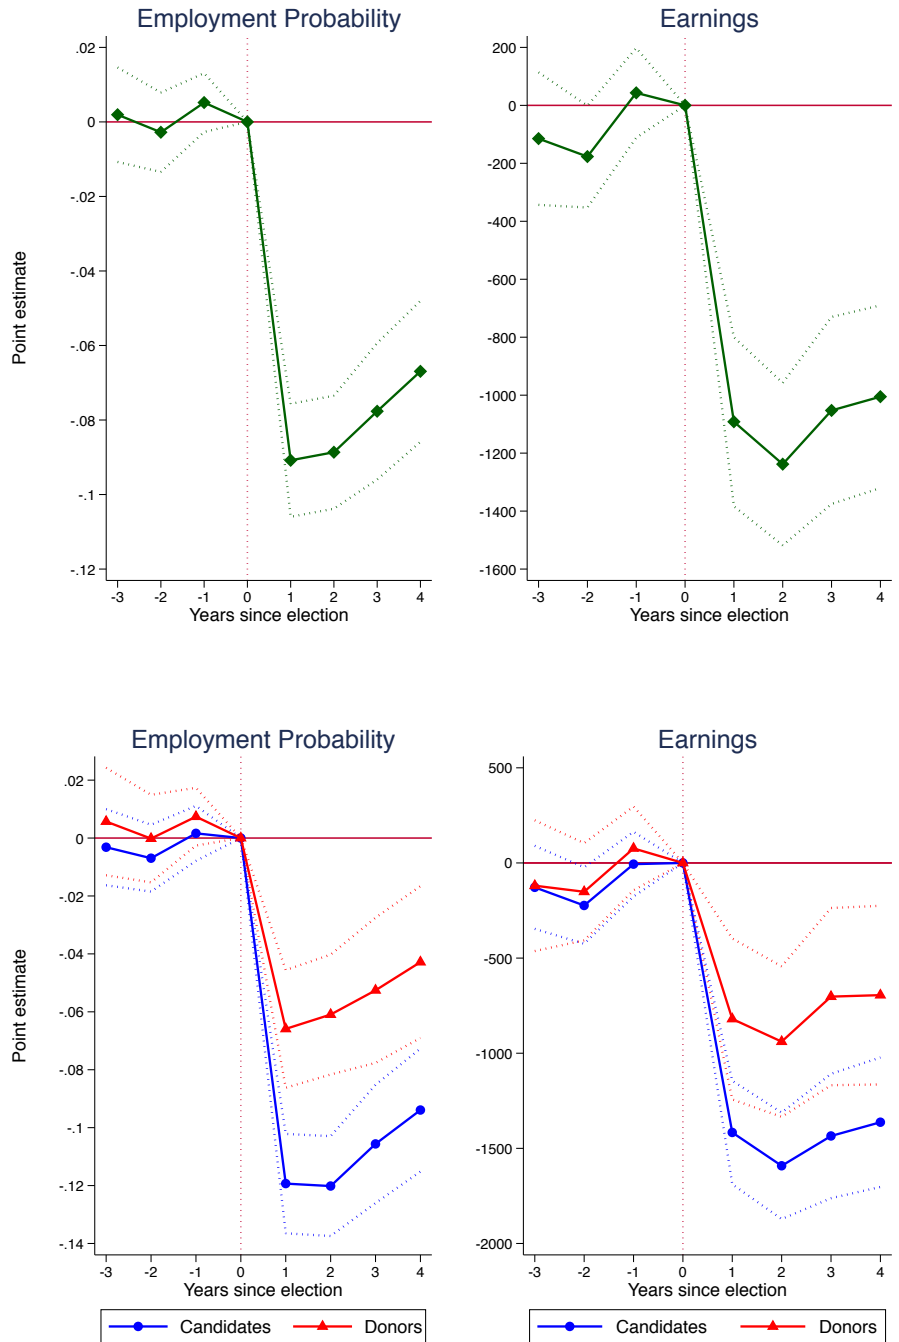 Employment Probability
Earnings
Point estimate
.02
0
-.02
-.04
-.06
-.08
-.1
-.12
-3 -2 -1 0 1 2 3 4
Years since election
200
0
-200
-400
-600
-800
-1000
-1200
-1400
-1600
-3 -2 -1 0 1 2 3 4
Years since election
Employment Probability
Earnings
Point estimate
.02
0
-.02
-.04
-.06
-.08
-.1
-.12
-.14
-3 -2 -1 0 1 2 3 4
Years since election
Candidates Donors
500
0
-500
-1000
-1500
-2000
-3 -2 -1 0 1 2 3 4
Years since election
Candidates Donors